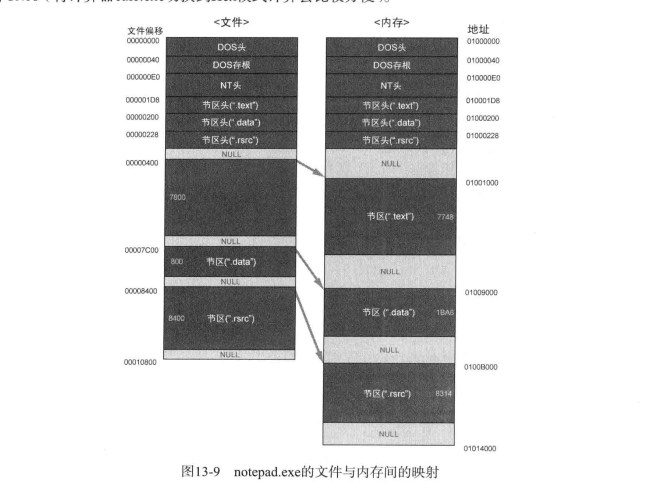 <文件>
<内存>
文件偏移
地址
00000000
DOS头
DOS头
01000000
00000040
DOS存根
DOS存根
01000040
000000E0
NT头
NT头
010000E0
000001D8
节区头(".text")
节区头(".text")
010001D8
00000200
节区头(".data")
节区头(".data")
01000200
00000228
节区头(".rsrc")
节区头(".rsrc")
01000228
NULL
NULL
00000400
01001000
7800
节区(".text")
7748
NULL
NULL
00007C00
800
节区(".data")
01009000
NULL
00008400
节区 (".data")
1BA8
8400
节区(".rsrc")
NULL
NULL
00010800
0100B000
节区(".rsrc")
8314
NULL
01014000
图13-9 notepad.exe的文件与内存间的映射